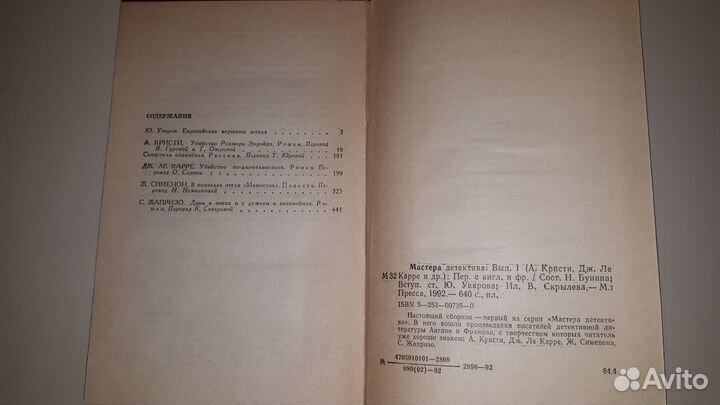 СОДЕРЖАНИЕ
Ю. Уваров. Европейские вершины жанра . . . . . . . . 3
А. КРИСТИ. Убийство Роджера Экройда. Роман. Перевод
И. Гуровой и Т. Озерской . . . . . . . . . 19
Свидетель обвинения. Рассказ. Перевод Т. Юровой . . . 181
ДЖ. ЛЕ КАРРЕ. Убийство по-джентльменски. Роман. Пе-
ревод О. Сороки . . . . . . . . . . 199
Ж. СИМЕНОН. В подвалах отеля «Мажестик». Повесть. Пе-
ревод Н. Немчиновой . . . . . . . . . 325
С. ЖАПРИЗО. Дама в очках и с ружьем в автомобиле. Ро-
ман. Перевод К. Северовой . . . . . . . . 441
Мастера детектива. Вып. 1 (А. Кристи, Дж. Ле
М 32 Карре и др.): Пер. с англ. и фр. / Сост. Н. Бунина;
Вступ. ст. Ю. Уварова; Ил. В. Скрылева.— М.:
Пресса, 1992.— 640 с., ил.
ISBN 5—253—00735—0
Настоящий сборник — первый из серии «Мастера детекти-
ва». В него вошли произведения писателей детективной ли-
тературы Англии и Франции, с творчеством которых читатель
уже хорошо знаком: А. Кристи, Дж. Ле Карре, Ж. Сименона,
С. Жапризо.
М 4703010101—2898
080(02)—92 2898—92
84.4
Avito